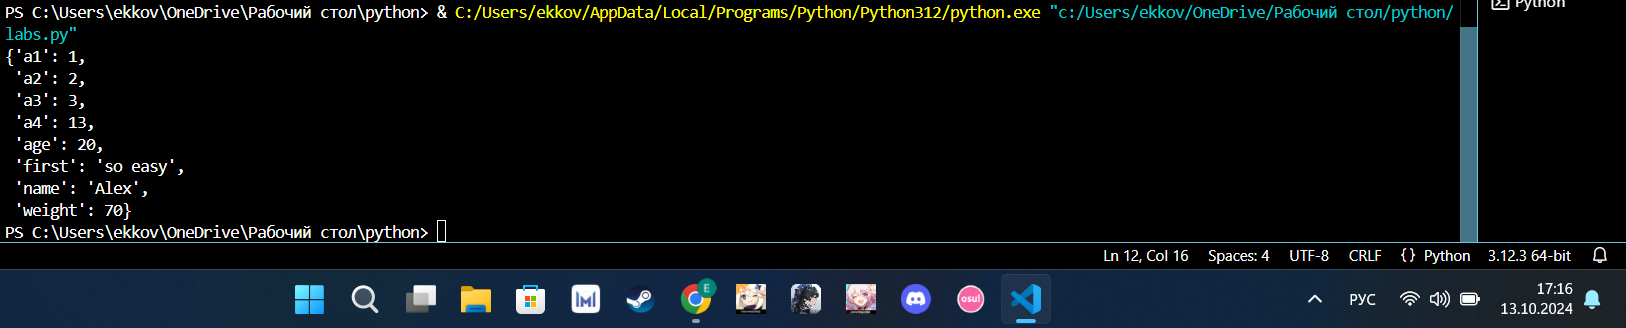 Python
PS C:\Users\ekkov\OneDrive\Рабочий стол\python> & C:/Users/ekkov/AppData/Local/Programs/Python/Python312/python.exe "c:/Users/ekkov/OneDrive/Рабочий стол/python/
labs.py"
{'a1': 1,
 'a2': 2,
 'a3': 3,
 'a4': 13,
 'age': 20,
 'first': 'so easy',
 'name': 'Alex',
 'weight': 70}
PS C:\Users\ekkov\OneDrive\Рабочий стол\python>
Ln 12, Col 16 Spaces: 4 UTF-8 CRLF {} Python 3.12.3 64-bit
E
osu!
РУС
17:16
13.10.2024